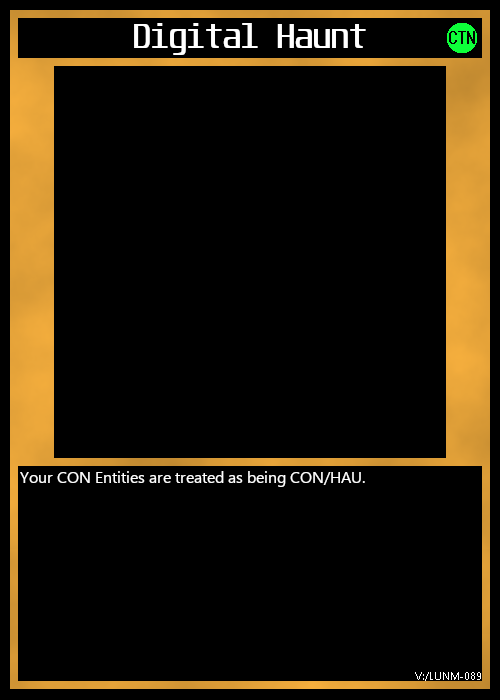 Digital Haunt
CTN
Your CON Entities are treated as being CON/HAU.
V:/LUNM-089